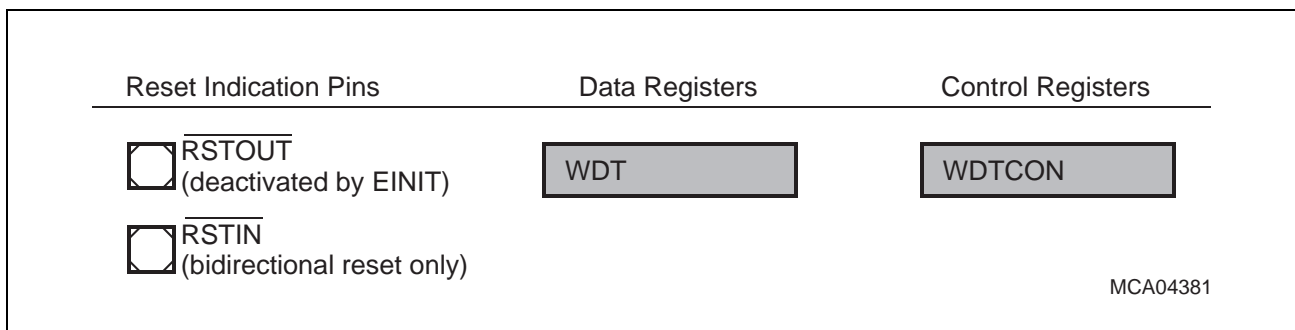 Reset Indication Pins Data Registers Control Registers
RSTOUT
(deactivated by EINIT)
WDT
WDTCON
RSTIN
(bidirectional reset only)
MCA04381